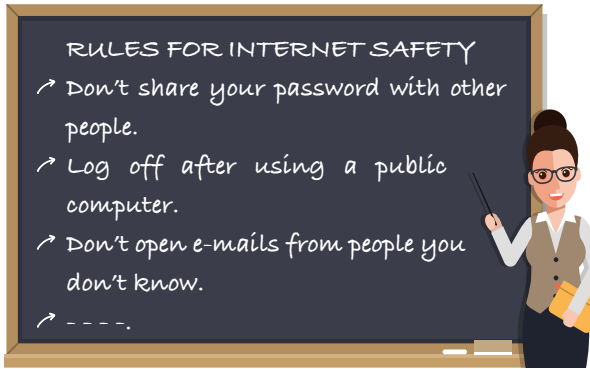 RULES FOR INTERNET SAFETY
Don't share your password with other
people.
Log off after using a public
computer.
Don't open e-mails from people you
don't know.
- - - -.